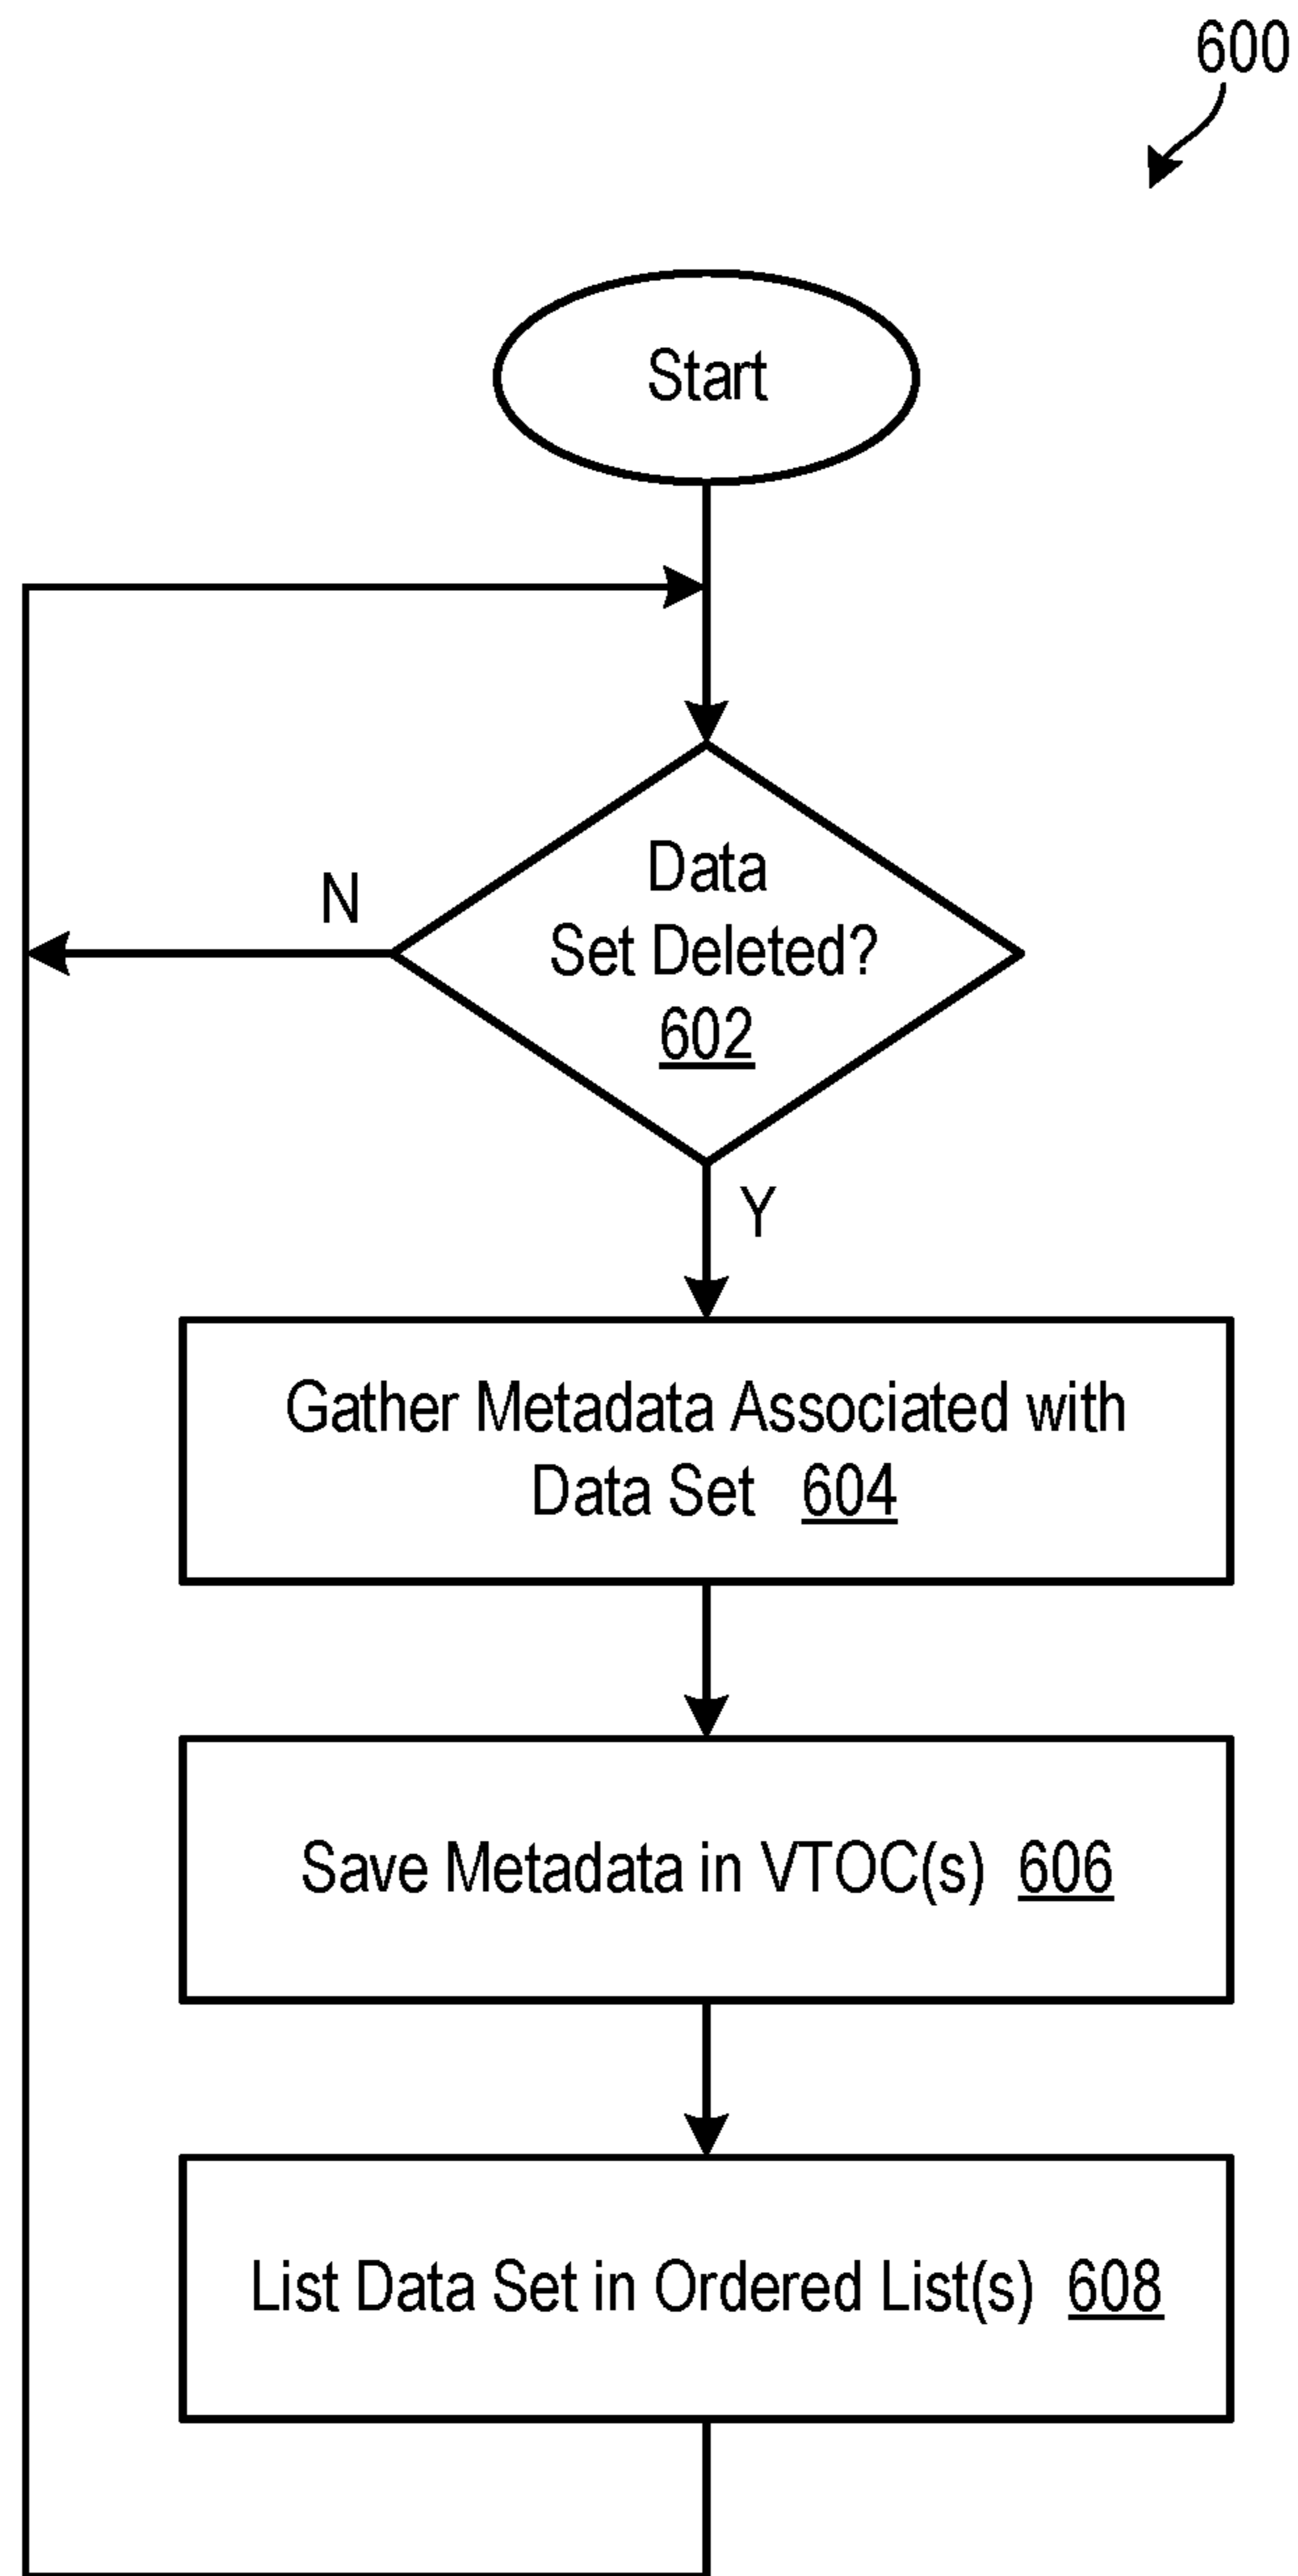 600
Start
Data
Set Deleted?
602
N
Y
Gather Metadata Associated with
Data Set 604
Save Metadata in VTOC(s) 606
List Data Set in Ordered List(s) 608